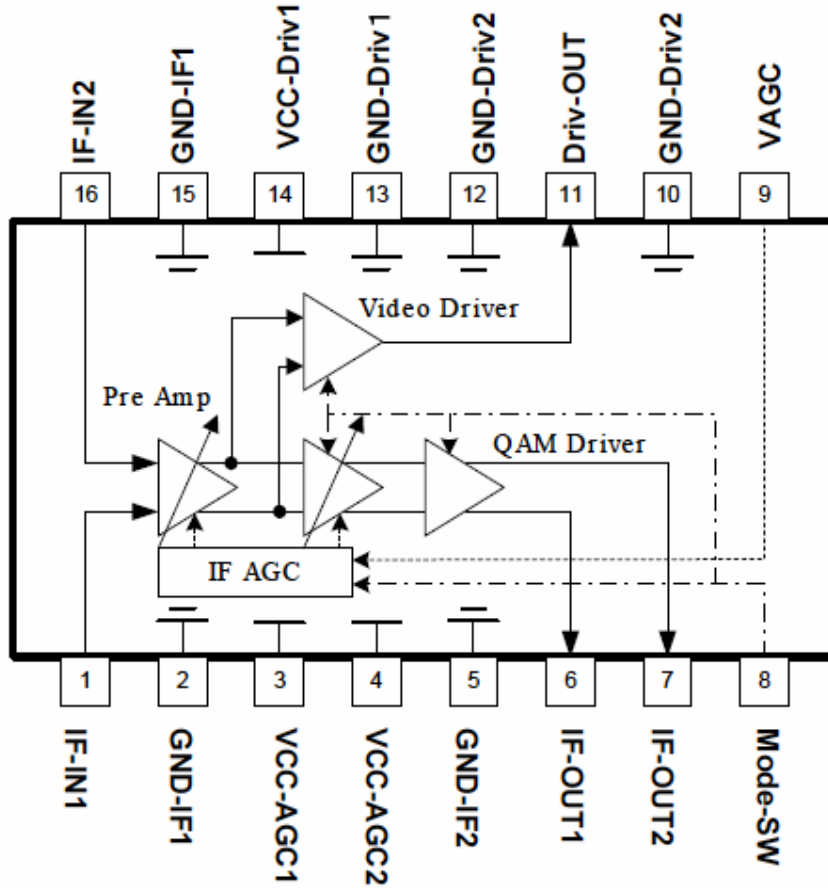 IF-IN2
GND-IF1
VCC-Driv1
GND-Driv1
GND-Driv2
Driv-OUT
GND-Driv2
VAGC
16
15
14
13
12
11
10
9
Video Driver
Pre Amp
QAM Driver
IF AGC
1
2
3
4
5
6
7
8
IF-IN1
GND-IF1
VCC-AGC1
VCC-AGC2
GND-IF2
IF-OUT1
IF-OUT2
Mode-SW